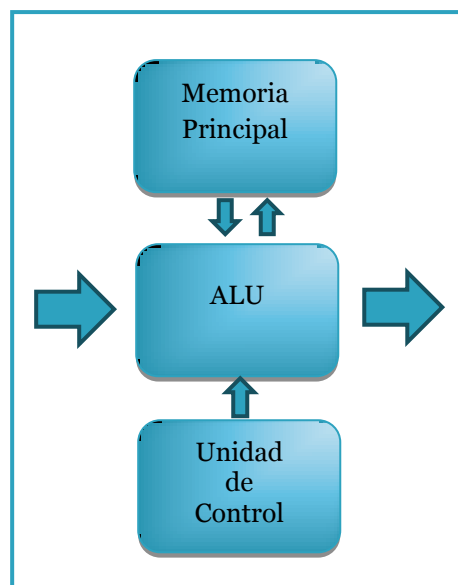 Memoria
Principal
ALU
Unidad
de
Control